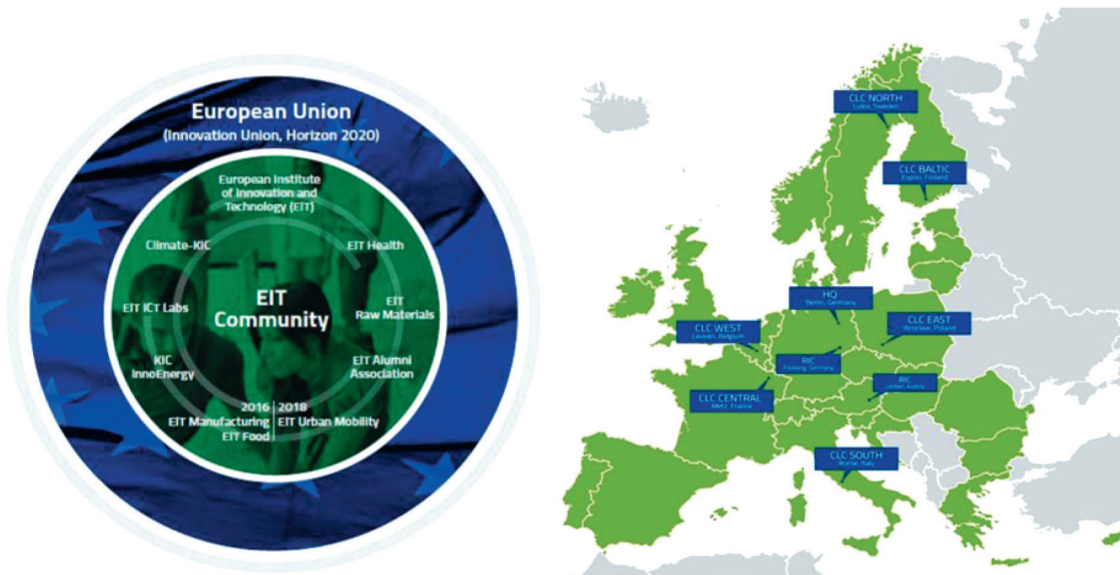 European Union
(Innovation Union, Horizon 2020)
European Institute
of Innovation and
Technology (EIT)
Climate-KIC
EIT Health
EIT ICT Labs
EIT
Community
EIT
Raw Materials
KIC
InnoEnergy
EIT Alumni
Association
2016
EIT Manufacturing
EIT Food
2018
EIT Urban Mobility
CLC NORTH
Lulea, Sweden
CLC BALTIC
Espoo, Finland
HQ
Berlin, Germany
CLC WEST
Leuven, Belgium
CLC EAST
Wroclaw, Poland
RIC
Freiberg, Germany
RIC
Leoben, Austria
CLC CENTRAL
Metz, France
CLC SOUTH
Rome, Italy